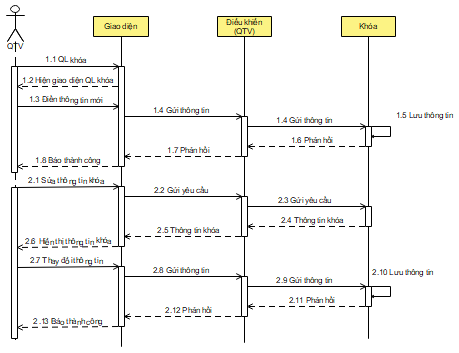 Giao diện
Điều khiển
(QTV)
Khóa
QTV
1.1 QL khóa
1.2 Hiện giao diện QL khóa
1.3 Điền thông tin mới
1.4 Gửi thông tin
1.4 Gửi thông tin
1.5 Lưu thông tin
1.6 Phản hồi
1.7 Phản hồi
1.8 Báo thành công
2.1 Sửa thông tin khóa
2.2 Gửi yêu cầu
2.3 Gửi yêu cầu
2.4 Thông tin khóa
2.5 Thông tin khóa
2.6 Hiện thị thông tin khóa
2.7 Thay đổi thông tin
2.8 Gửi thông tin
2.9 Gửi thông tin
2.10 Lưu thông tin
2.11 Phản hồi
2.12 Phản hồi
2.13 Báo thành công